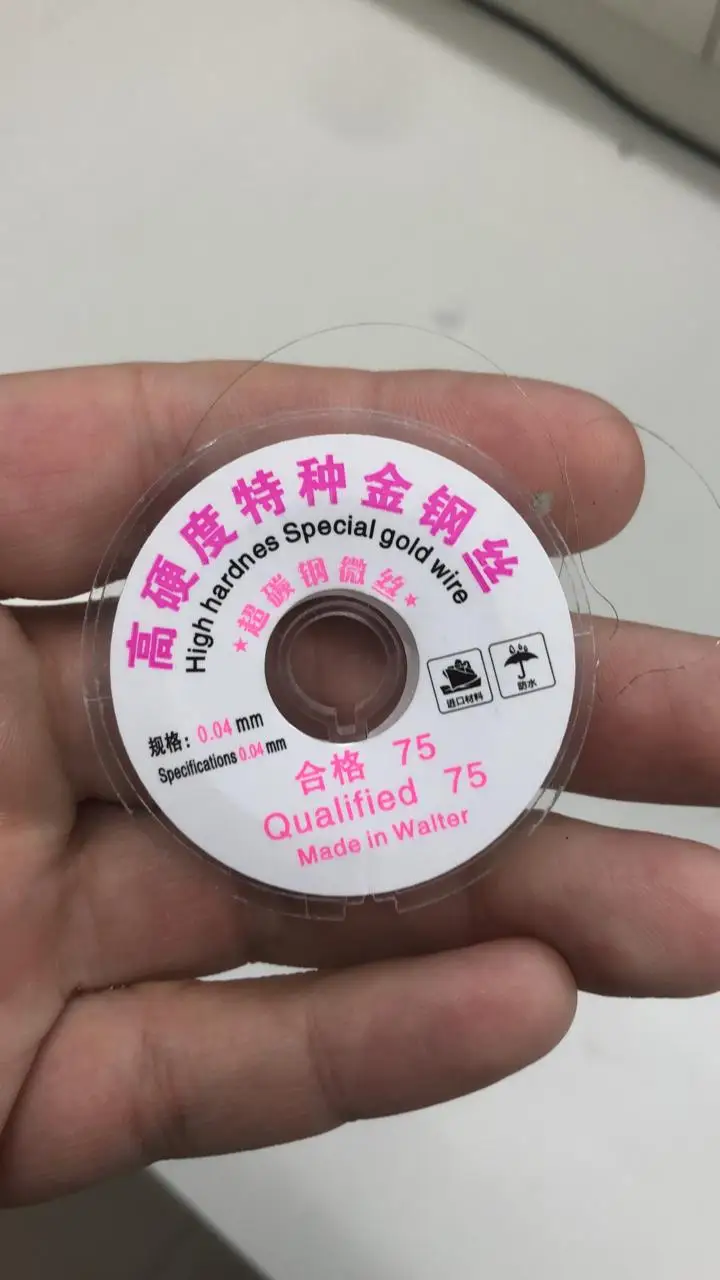 高硬度特种金钢丝
High hardnes Special gold wire
★超碳钢微丝★
进口材料
防水
规格：0.04 mm
Specifications 0.04 mm
合格 75
Qualified 75
Made in Walter